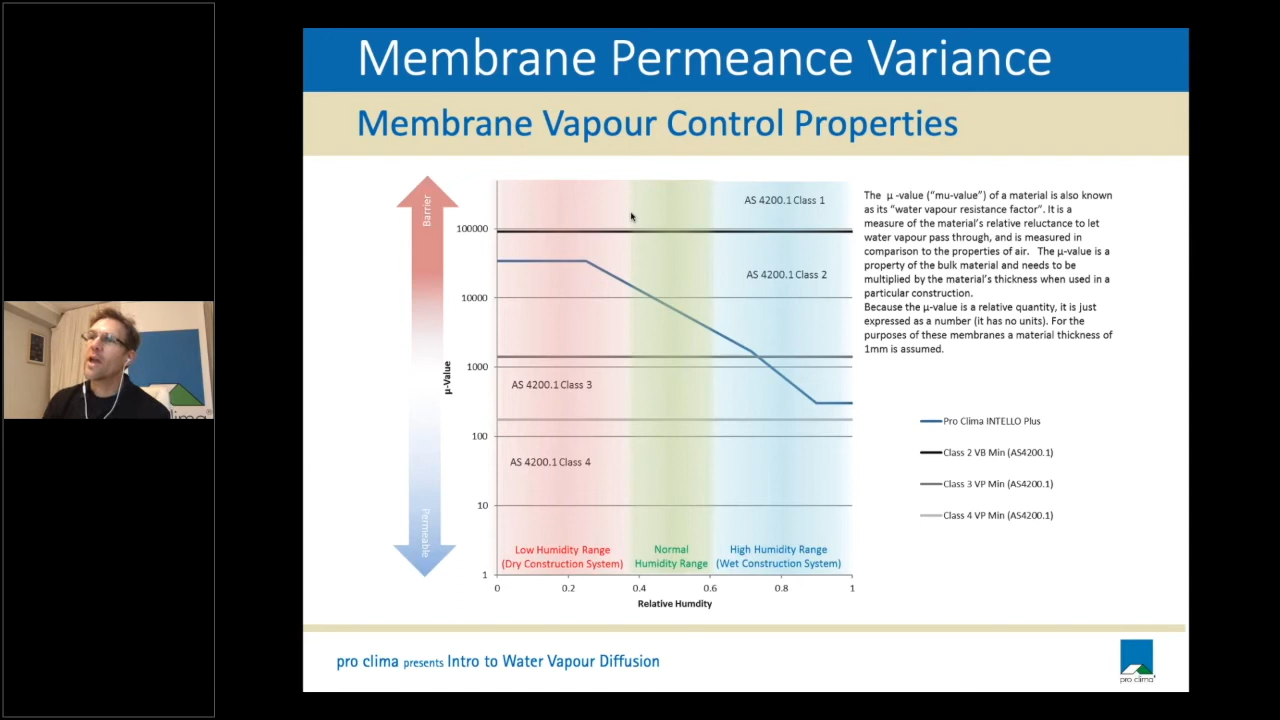 Membrane Permeance Variance
Membrane Vapour Control Properties
Barrier
Permeable
µ-Value
100000
10000
1000
100
10
1
AS 4200.1 Class 1
AS 4200.1 Class 2
AS 4200.1 Class 3
AS 4200.1 Class 4
Low Humidity Range
(Dry Construction System)
Normal
Humidity Range
High Humidity Range
(Wet Construction System)
0
0.2
0.4
0.6
0.8
1
Relative Humdity
The µ -value (“mu-value”) of a material is also known
as its “water vapour resistance factor”. It is a
measure of the material’s relative reluctance to let
water vapour pass through, and is measured in
comparison to the properties of air. The µ-value is a
property of the bulk material and needs to be
multiplied by the material’s thickness when used in a
particular construction.
Because the µ-value is a relative quantity, it is just
expressed as a number (it has no units). For the
purposes of these membranes a material thickness of
1mm is assumed.
Pro Clima INTELLO Plus
Class 2 VB Min (AS4200.1)
Class 3 VP Min (AS4200.1)
Class 4 VP Min (AS4200.1)
pro clima presents Intro to Water Vapour Diffusion
pro clima
clima®